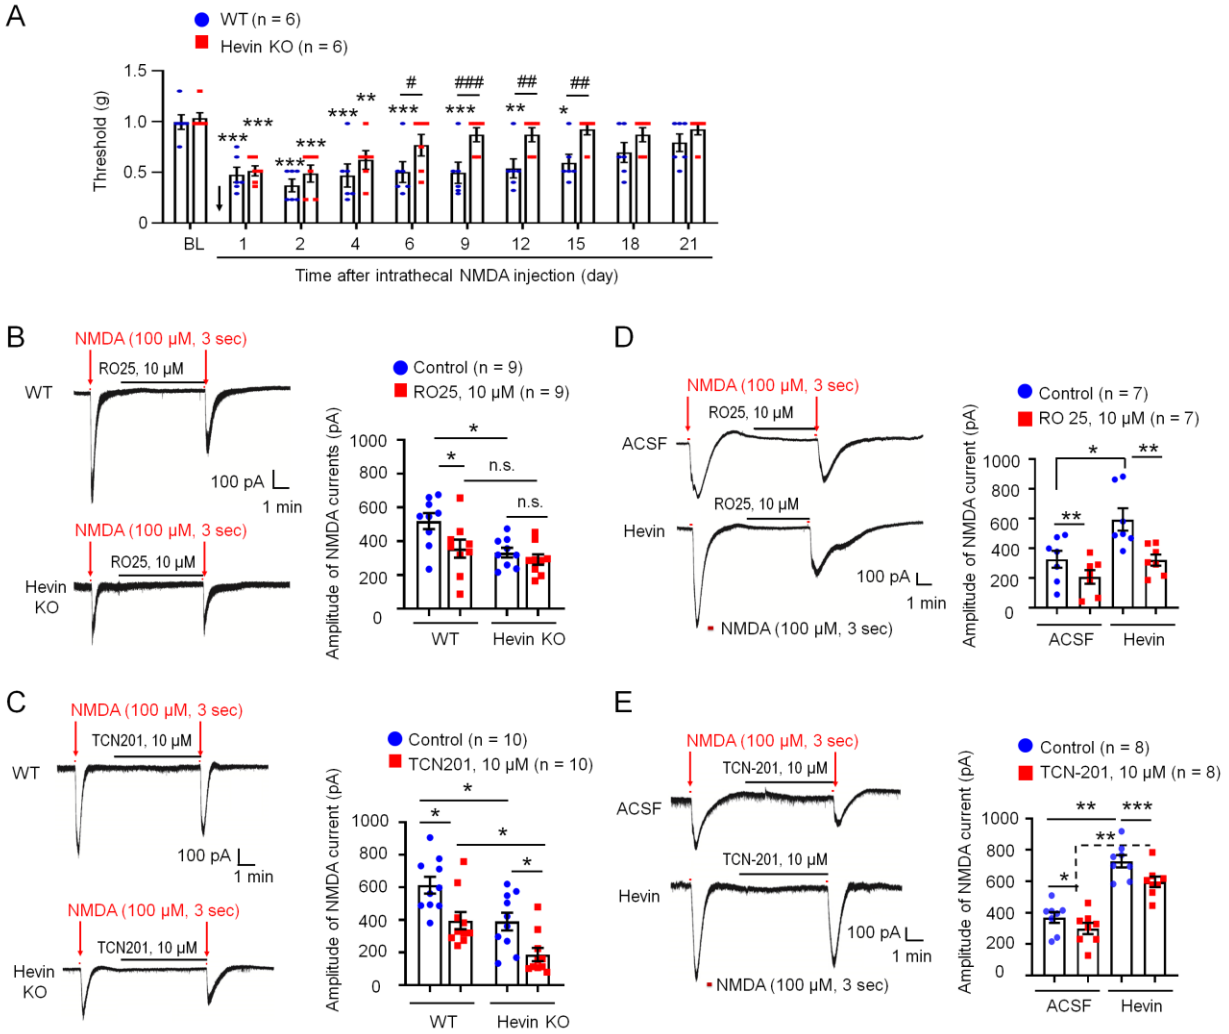 A
WT (n = 6)
Hevin KO (n = 6)
Threshold (g)
1.5
1.0
0.5
0
*** *** *** *** *** ** *** # *** ### ** ## * ##
BL 1 2 4 6 9 12 15 18 21
Time after intrathecal NMDA injection (day)
B
NMDA (100 µM, 3 sec)
RO25, 10 µM
WT
100 pA
1 min
NMDA (100 µM, 3 sec)
RO25, 10 µM
Hevin
KO
Control (n = 9)
RO25, 10 µM (n = 9)
Amplitude of NMDA currents (pA)
1000
800
600
400
200
0
*
*
n.s.
n.s.
WT Hevin KO
C
NMDA (100 µM, 3 sec)
TCN201, 10 µM
WT
100 pA
1 min
NMDA (100 µM, 3 sec)
TCN201, 10 µM
Hevin
KO
Control (n = 10)
TCN201, 10 µM (n = 10)
Amplitude of NMDA current (pA)
1000
800
600
400
200
0
*
*
*
*
WT Hevin KO
D
NMDA (100 µM, 3 sec)
RO25, 10 µM
ACSF
RO25, 10 µM
Hevin
100 pA
1 min
NMDA (100 µM, 3 sec)
Control (n = 7)
RO 25, 10 µM (n = 7)
Amplitude of NMDA current (pA)
1000
800
600
400
200
0
* **
**
ACSF Hevin
E
NMDA (100 µM, 3 sec)
TCN-201, 10 µM
ACSF
TCN-201, 10 µM
Hevin
100 pA
1 min
NMDA (100 µM, 3 sec)
Control (n = 8)
TCN-201, 10 µM (n = 8)
Amplitude of NMDA current (pA)
1000
800
600
400
200
0
** ***
**
*
ACSF Hevin